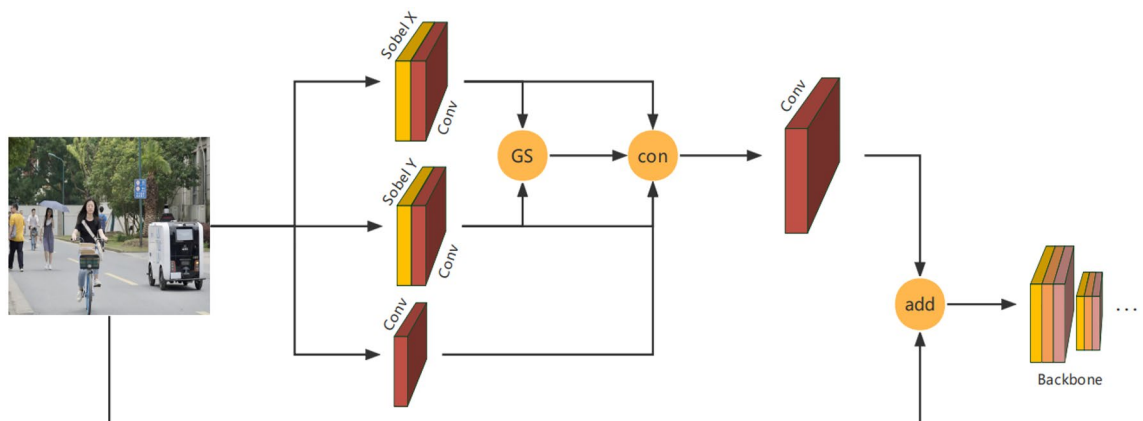 Sobel X
Conv
GS
con
Conv
Sobel Y
Conv
Conv
add
...
Backbone